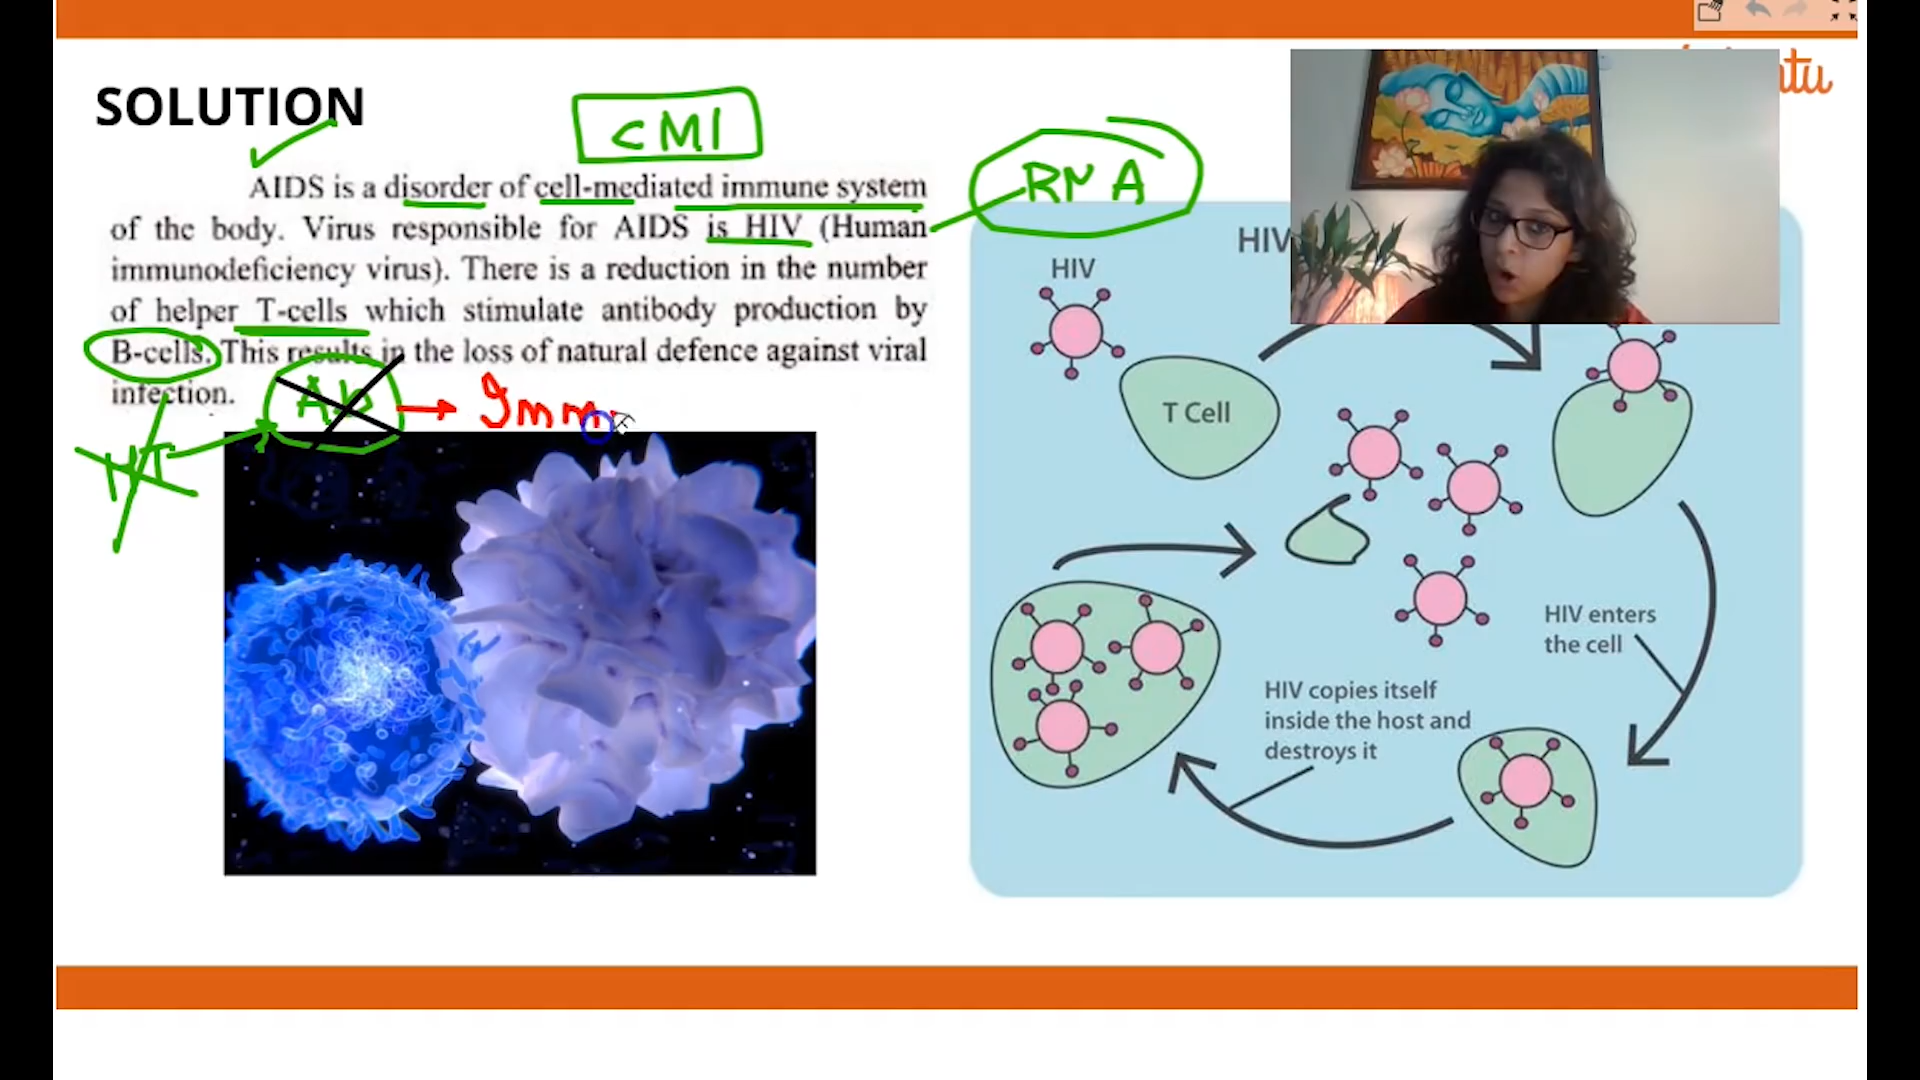 SOLUTION
CMI
AIDS is a disorder of cell-mediated immune system
of the body. Virus responsible for AIDS is HIV (Human
immunodeficiency virus). There is a reduction in the number
of helper T-cells which stimulate antibody production by
B-cells. This results in the loss of natural defence against viral
infection.
Ab
Imm
RNA
HIV
HIV
T Cell
HIV enters
the cell
HIV copies itself
inside the host and
destroys it